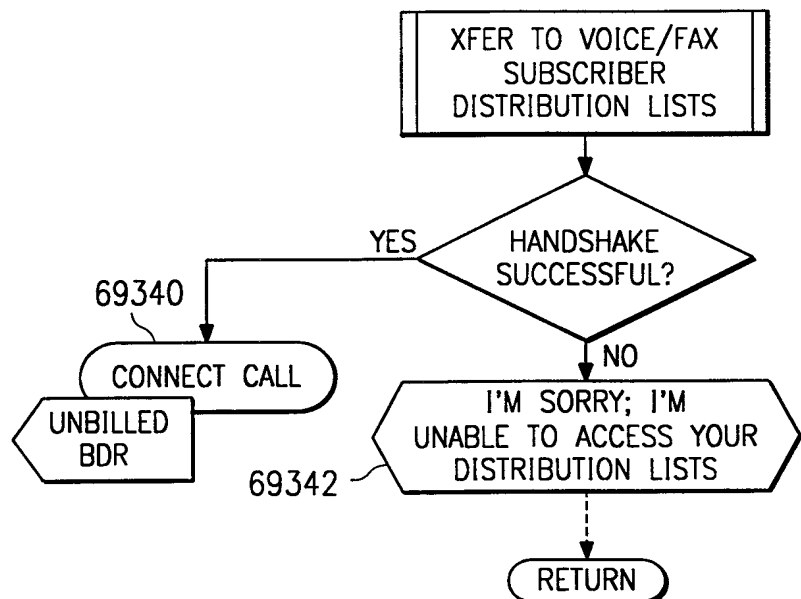 XFER TO VOICE/FAX
SUBSCRIBER
DISTRIBUTION LISTS
HANDSHAKE
SUCCESSFUL?
YES
NO
69340
CONNECT CALL
UNBILLED
BDR
I'M SORRY; I'M
UNABLE TO ACCESS YOUR
DISTRIBUTION LISTS
69342
RETURN